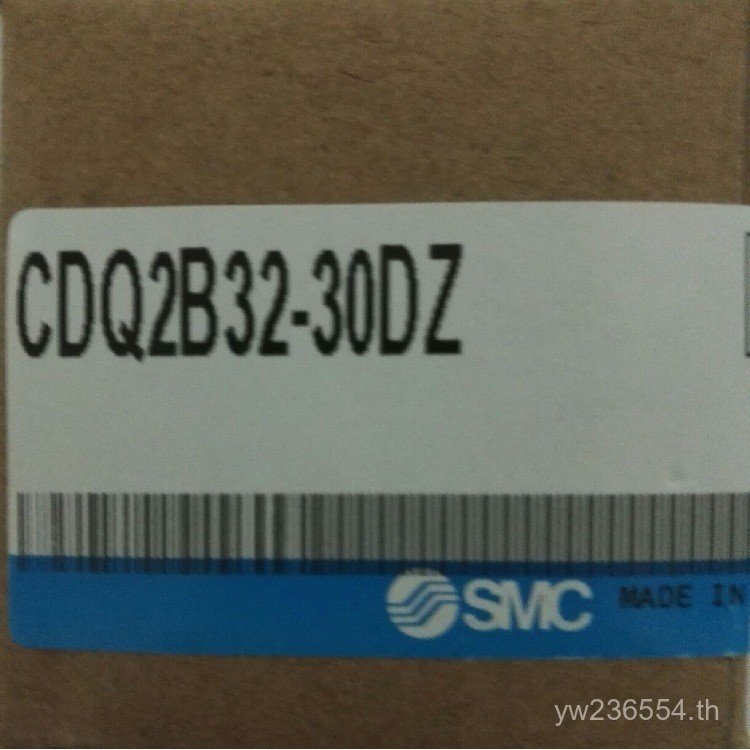 CDQ2B32-30DZ
SMC MADE IN
yw236554.th